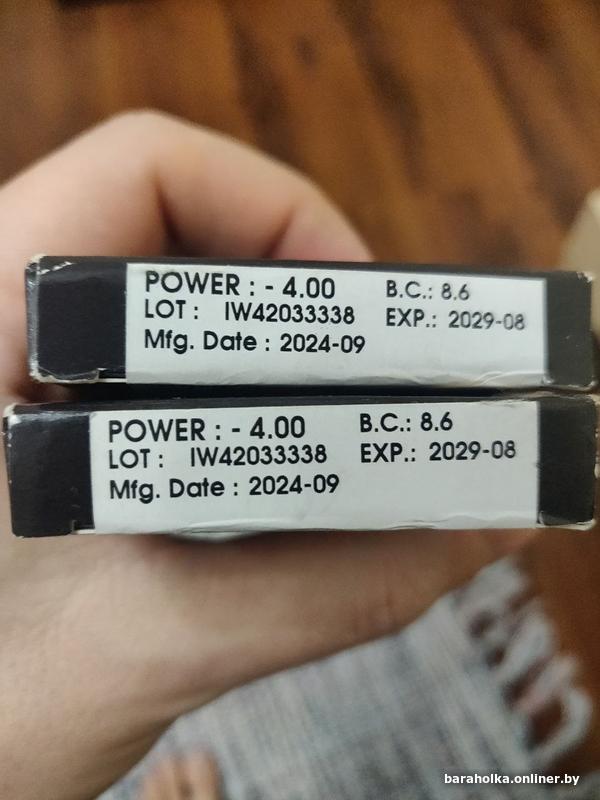 POWER : - 4.00 B.C.: 8.6
LOT : IW42033338 EXP.: 2029-08
Mfg. Date : 2024-09
POWER : - 4.00 B.C.: 8.6
LOT : IW42033338 EXP.: 2029-08
Mfg. Date : 2024-09
baraholka.onliner.by